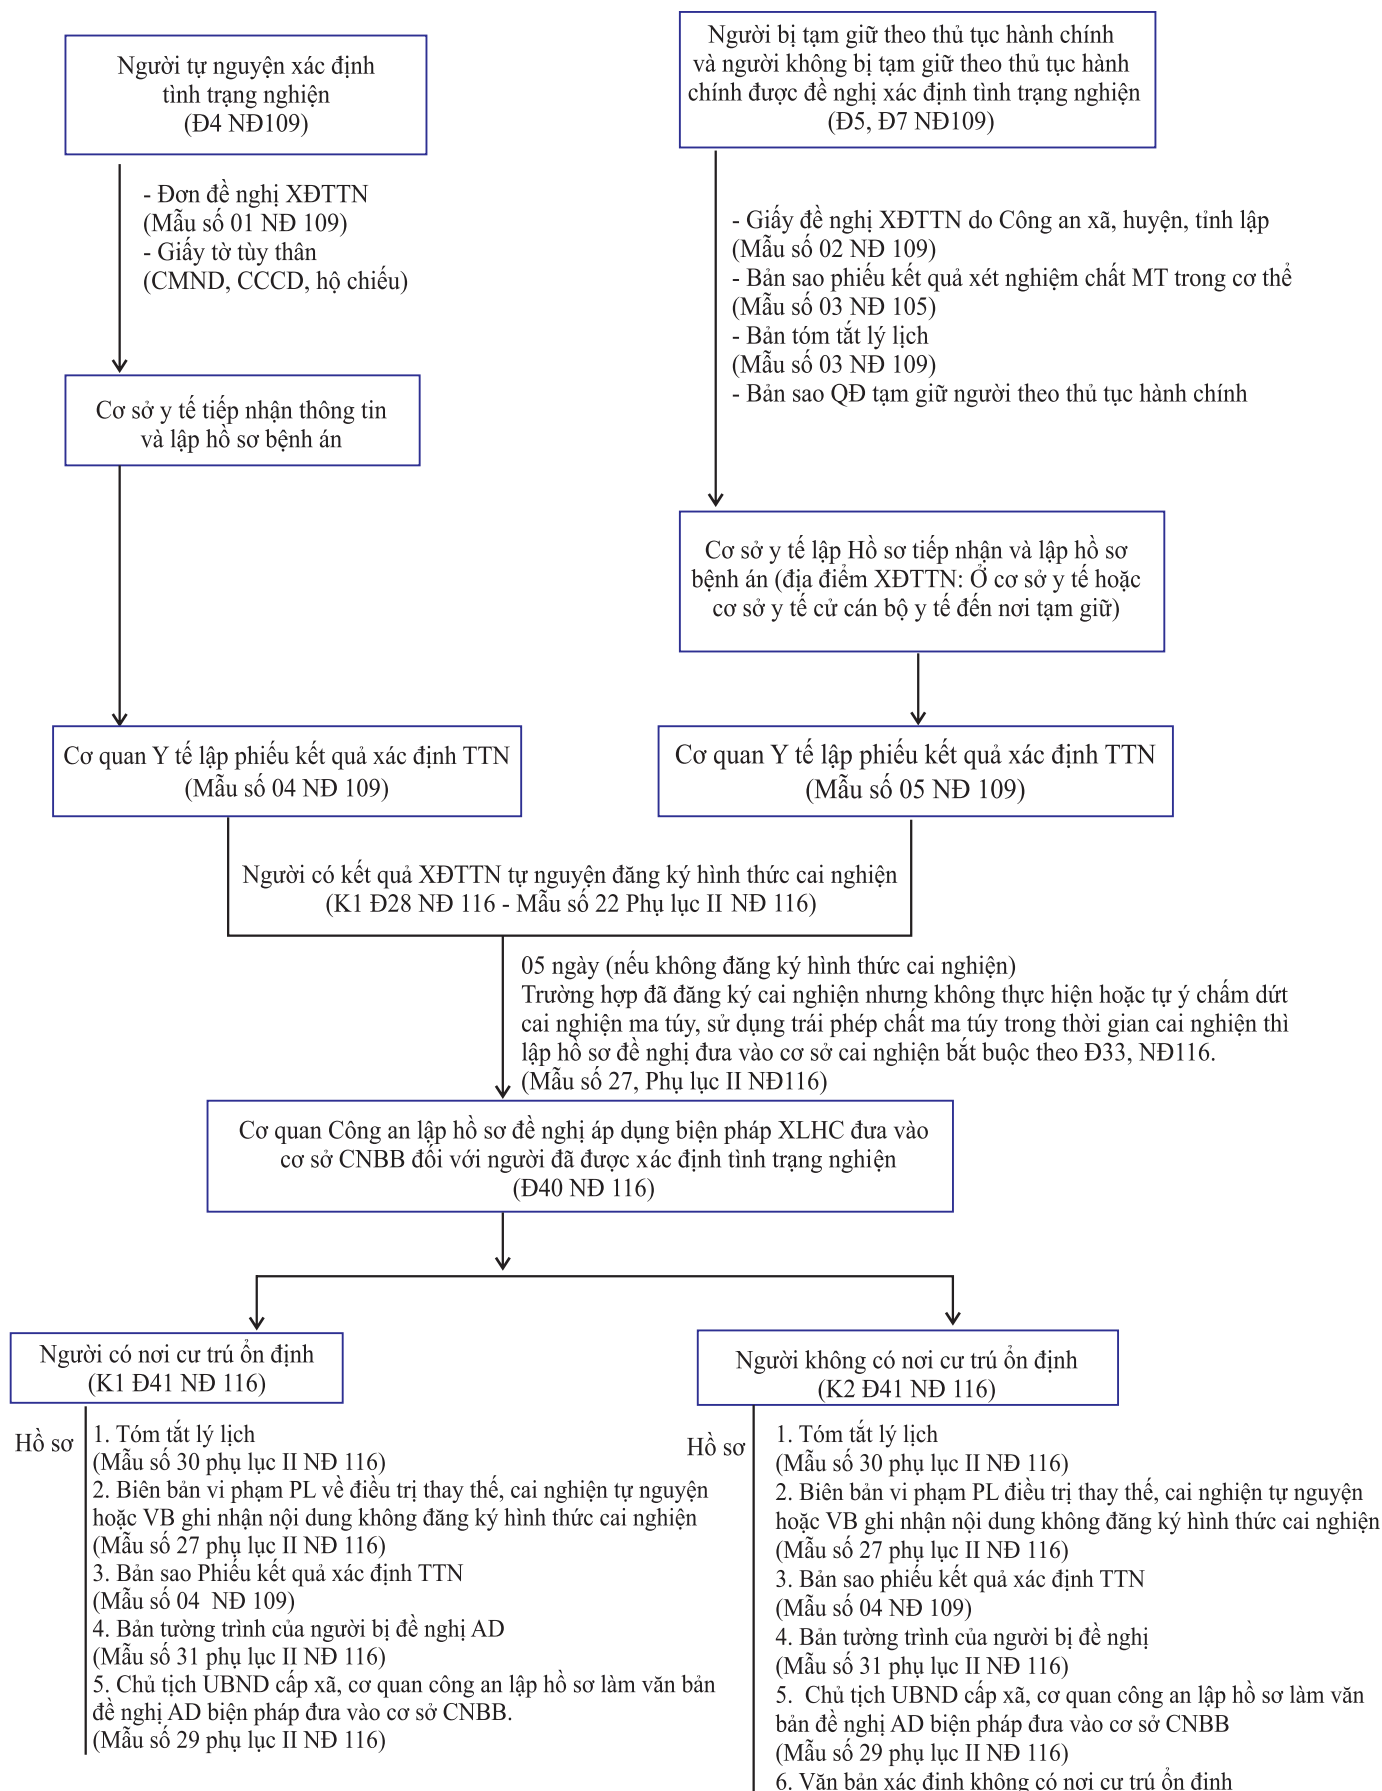 Người tự nguyện xác định
tình trạng nghiện
(Đ4 NĐ109)
Người bị tạm giữ theo thủ tục hành chính
và người không bị tạm giữ theo thủ tục hành
chính được đề nghị xác định tình trạng nghiện
(Đ5, Đ7 NĐ109)
- Đơn đề nghị XĐTTN
(Mẫu số 01 NĐ 109)
- Giấy tờ tùy thân
(CMND, CCCD, hộ chiếu)
- Giấy đề nghị XĐTTN do Công an xã, huyện, tỉnh lập
(Mẫu số 02 NĐ 109)
- Bản sao phiếu kết quả xét nghiệm chất MT trong cơ thể
(Mẫu số 03 NĐ 105)
- Bản tóm tắt lý lịch
(Mẫu số 03 NĐ 109)
- Bản sao QĐ tạm giữ người theo thủ tục hành chính
Cơ sở y tế tiếp nhận thông tin
và lập hồ sơ bệnh án
Cơ sở y tế lập Hồ sơ tiếp nhận và lập hồ sơ
bệnh án (địa điểm XĐTTN: Ở cơ sở y tế hoặc
cơ sở y tế cử cán bộ y tế đến nơi tạm giữ)
Cơ quan Y tế lập phiếu kết quả xác định TTN
(Mẫu số 04 NĐ 109)
Cơ quan Y tế lập phiếu kết quả xác định TTN
(Mẫu số 05 NĐ 109)
Người có kết quả XĐTTN tự nguyện đăng ký hình thức cai nghiện
(K1 Đ28 NĐ 116 - Mẫu số 22 Phụ lục II NĐ 116)
05 ngày (nếu không đăng ký hình thức cai nghiện)
Trường hợp đã đăng ký cai nghiện nhưng không thực hiện hoặc tự ý chấm dứt
cai nghiện ma túy, sử dụng trái phép chất ma túy trong thời gian cai nghiện thì
lập hồ sơ đề nghị đưa vào cơ sở cai nghiện bắt buộc theo Đ33, NĐ116.
(Mẫu số 27, Phụ lục II NĐ116)
Cơ quan Công an lập hồ sơ đề nghị áp dụng biện pháp XLHC đưa vào
cơ sở CNBB đối với người đã được xác định tình trạng nghiện
(Đ40 NĐ 116)
Người có nơi cư trú ổn định
(K1 Đ41 NĐ 116)
Hồ sơ
1. Tóm tắt lý lịch
(Mẫu số 30 phụ lục II NĐ 116)
2. Biên bản vi phạm PL về điều trị thay thế, cai nghiện tự nguyện
hoặc VB ghi nhận nội dung không đăng ký hình thức cai nghiện
(Mẫu số 27 phụ lục II NĐ 116)
3. Bản sao Phiếu kết quả xác định TTN
(Mẫu số 04 NĐ 109)
4. Bản tường trình của người bị đề nghị AD
(Mẫu số 31 phụ lục II NĐ 116)
5. Chủ tịch UBND cấp xã, cơ quan công an lập hồ sơ làm văn bản
đề nghị AD biện pháp đưa vào cơ sở CNBB.
(Mẫu số 29 phụ lục II NĐ 116)
Người không có nơi cư trú ổn định
(K2 Đ41 NĐ 116)
Hồ sơ
1. Tóm tắt lý lịch
(Mẫu số 30 phụ lục II NĐ 116)
2. Biên bản vi phạm PL điều trị thay thế, cai nghiện tự nguyện
hoặc VB ghi nhận nội dung không đăng ký hình thức cai nghiện
(Mẫu số 27 phụ lục II NĐ 116)
3. Bản sao phiếu kết quả xác định TTN
(Mẫu số 04 NĐ 109)
4. Bản tường trình của người bị đề nghị
(Mẫu số 31 phụ lục II NĐ 116)
5. Chủ tịch UBND cấp xã, cơ quan công an lập hồ sơ làm văn
bản đề nghị AD biện pháp đưa vào cơ sở CNBB
(Mẫu số 29 phụ lục II NĐ 116)
6. Văn bản xác định không có nơi cư trú ổn định